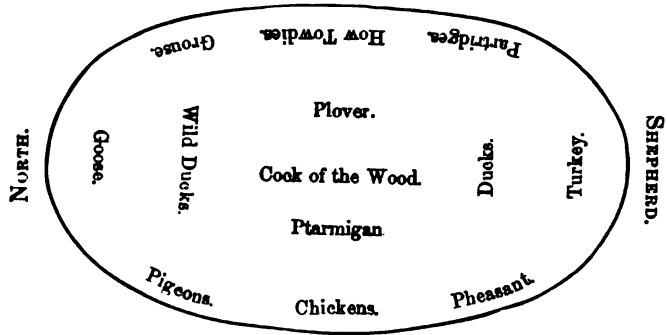 Grouse.
How Towdies.
Partridges.
Plover.
NORTH.
Goose.
Wild Ducks.
Cock of the Wood.
Ducks.
Turkey.
SHEPHERD.
Ptarmigan
Pigeons.
Chickens.
Pheasant.